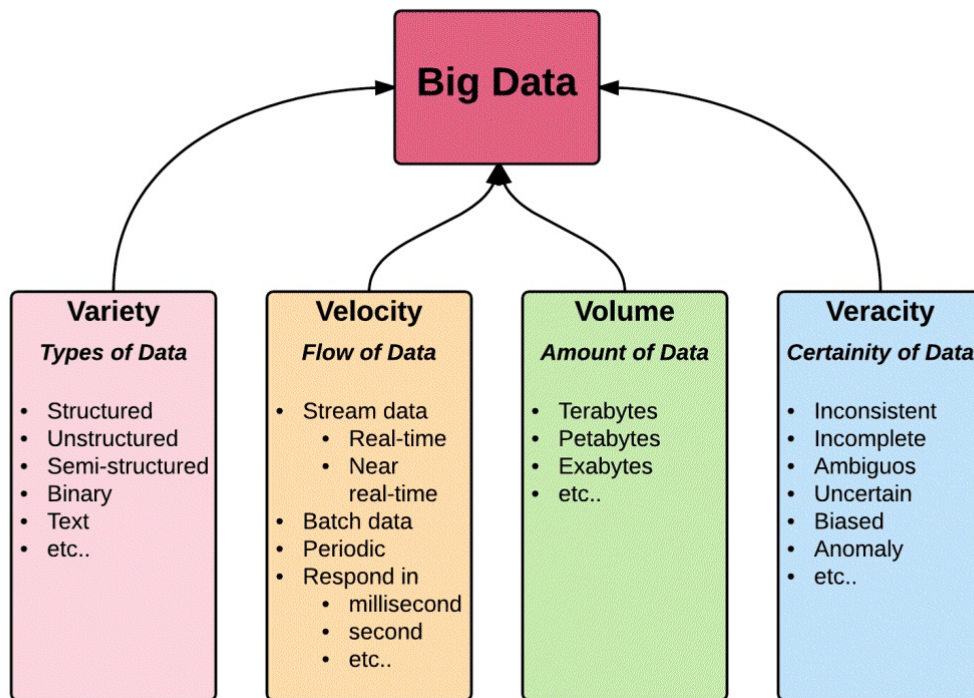 Big Data
Variety
Types of Data
• Structured
• Unstructured
• Semi-structured
• Binary
• Text
• etc..
Velocity
Flow of Data
• Stream data
• Real-time
• Near
real-time
• Batch data
• Periodic
• Respond in
• millisecond
• second
• etc..
Volume
Amount of Data
• Terabytes
• Petabytes
• Exabytes
• etc..
Veracity
Certainity of Data
• Inconsistent
• Incomplete
• Ambiguos
• Uncertain
• Biased
• Anomaly
• etc..